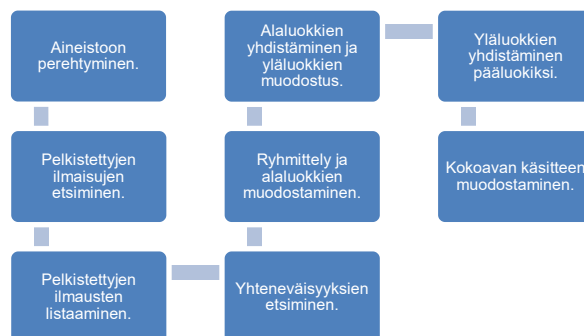 Aineistoon
perehtyminen.
Pelkistettyjen
ilmaisujen
etsiminen.
Pelkistettyjen
ilmausten
listaaminen.
Yhteneväisyyksien
etsiminen.
Ryhmittely ja
alaluokkien
muodostaminen.
Alaluokkien
yhdistäminen ja
yläluokkien
muodostus.
Yläluokkien
yhdistäminen
pääluokiksi.
Kokoavan käsitteen
muodostaminen.